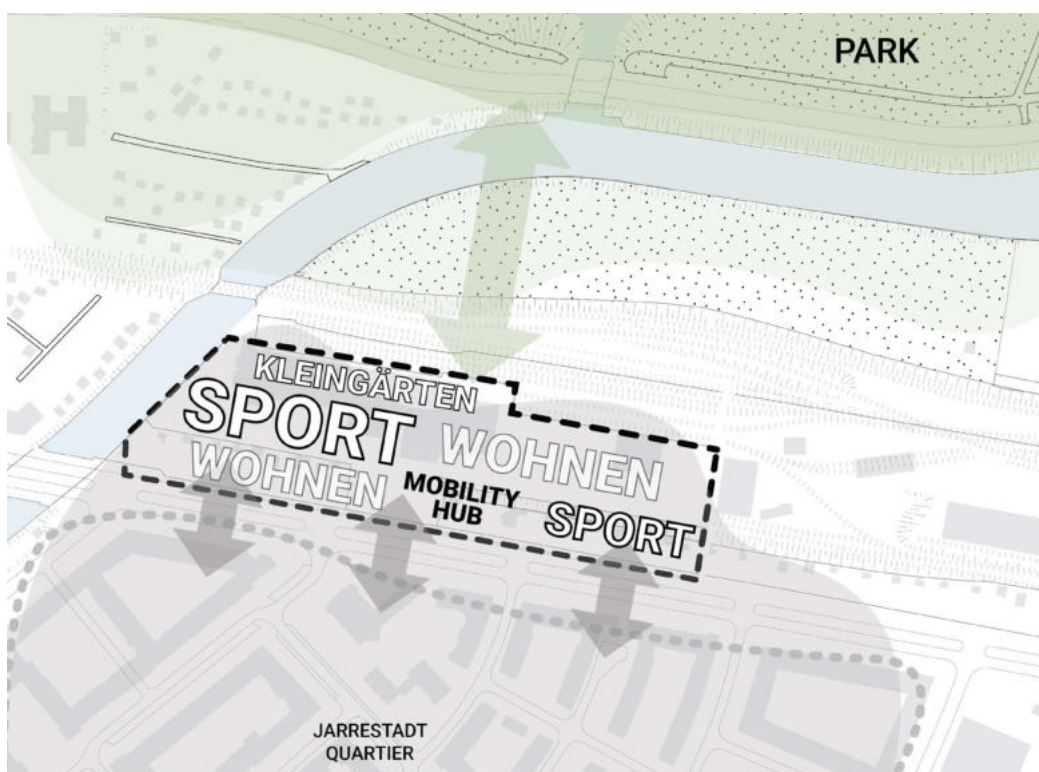 PARK
KLEINGÄRTEN
SPORT
WOHNEN
WOHNEN
MOBILITY
HUB
SPORT
JARRESTADT
QUARTIER